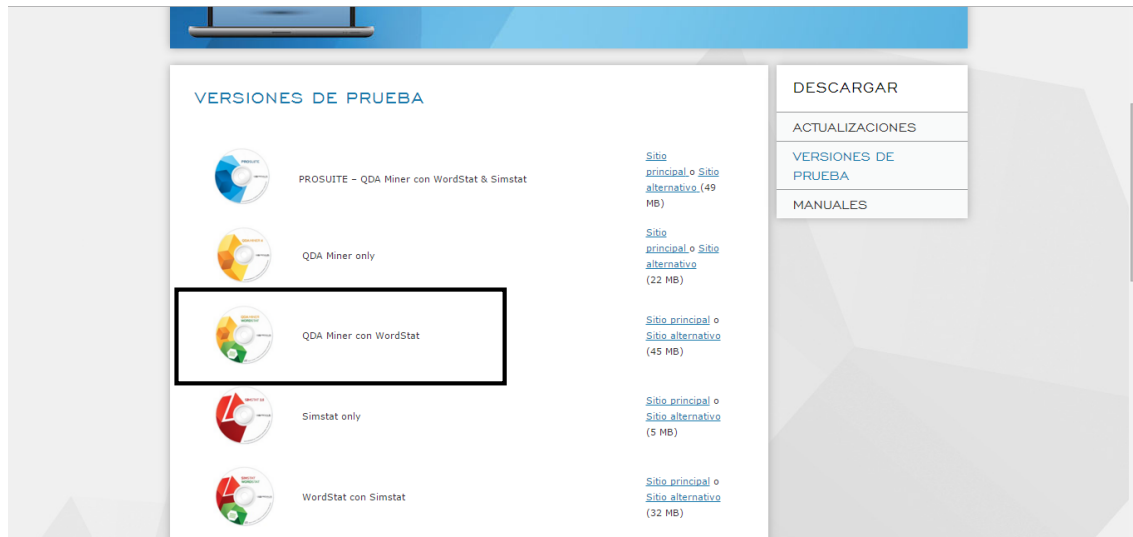 VERSIONES DE PRUEBA
PROSUITE – QDA Miner con WordStat & Simstat
Sitio
principal o Sitio
alternativo (49
MB)
QDA Miner only
Sitio
principal o Sitio
alternativo
(22 MB)
QDA Miner con WordStat
Sitio principal o
Sitio alternativo
(45 MB)
Simstat only
Sitio principal o
Sitio alternativo
(5 MB)
WordStat con Simstat
Sitio principal o
Sitio alternativo
(32 MB)
DESCARGAR
ACTUALIZACIONES
VERSIONES DE
PRUEBA
MANUALES